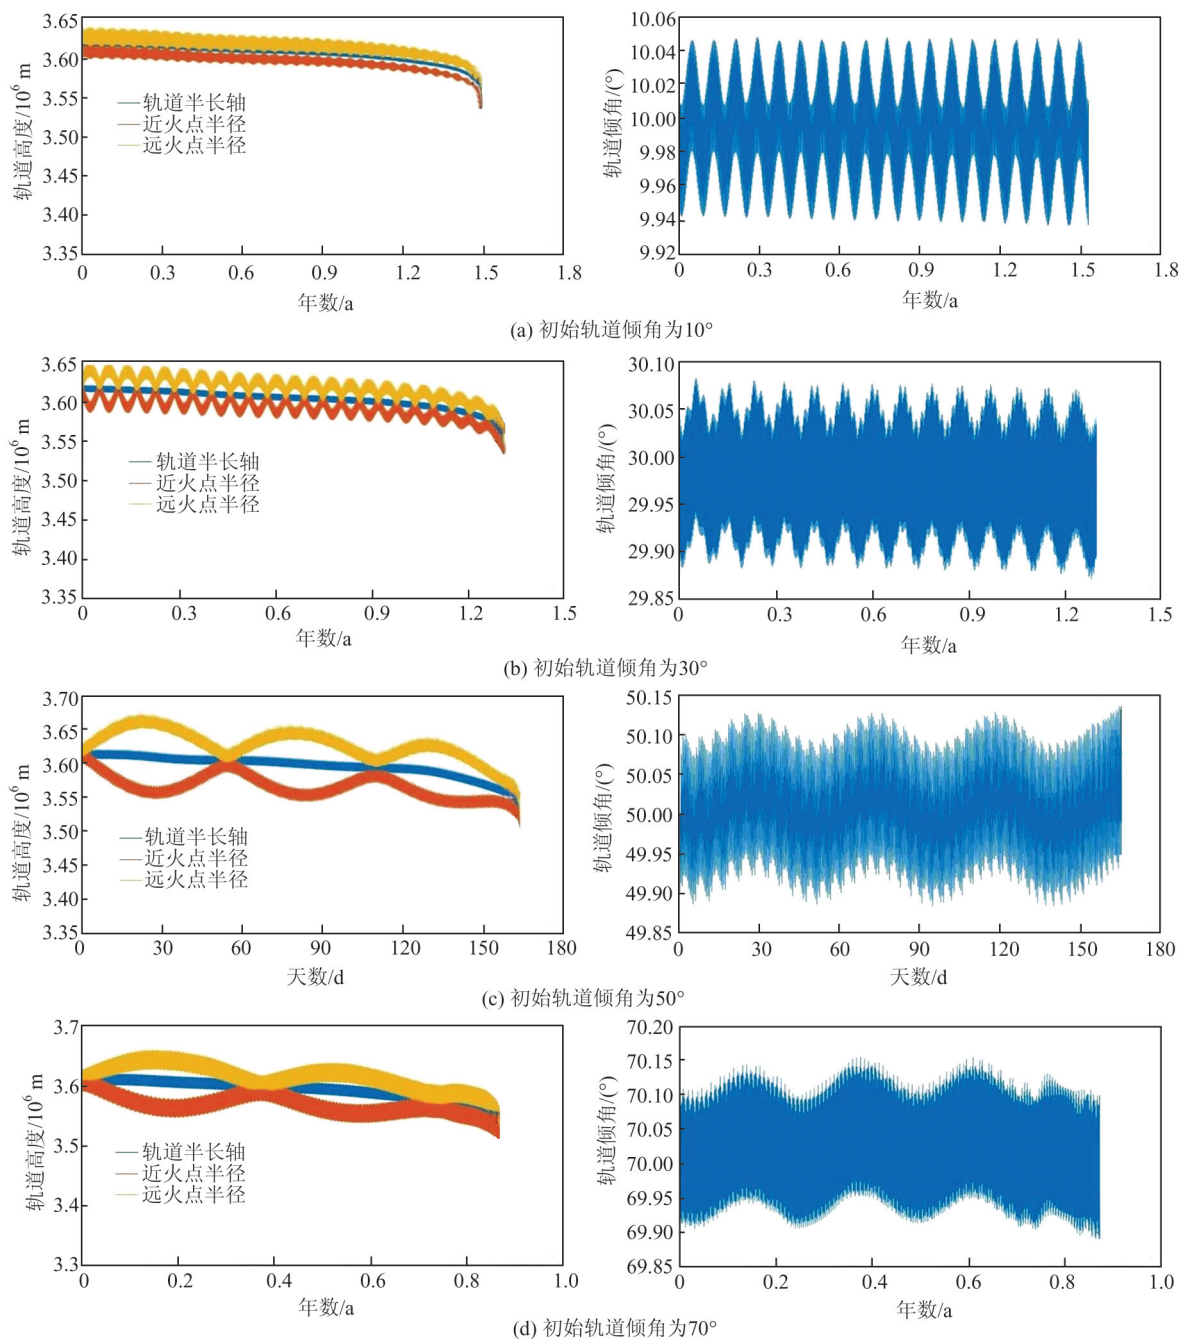 3.65
3.60
3.55
3.50
3.45
3.40
3.35
轨道高度/10⁶ m
轨道半长轴
近火点半径
远火点半径
0 0.3 0.6 0.9 1.2 1.5 1.8
年数/a
10.06
10.04
10.02
10.00
9.98
9.96
9.94
9.92
轨道倾角/(°)
0 0.3 0.6 0.9 1.2 1.5 1.8
年数/a
(a) 初始轨道倾角为10°
3.65
3.60
3.55
3.50
3.45
3.40
3.35
轨道高度/10⁶ m
轨道半长轴
近火点半径
远火点半径
0 0.3 0.6 0.9 1.2 1.5
年数/a
30.10
30.05
30.00
29.95
29.90
29.85
轨道倾角/(°)
0 0.3 0.6 0.9 1.2 1.5
年数/a
(b) 初始轨道倾角为30°
3.70
3.65
3.60
3.55
3.50
3.45
3.40
3.35
轨道高度/10⁶ m
轨道半长轴
近火点半径
远火点半径
0 30 60 90 120 150 180
天数/d
50.15
50.10
50.05
50.00
49.95
49.90
49.85
轨道倾角/(°)
0 30 60 90 120 150 180
天数/d
(c) 初始轨道倾角为50°
3.7
3.6
3.5
3.4
3.3
轨道高度/10⁶ m
轨道半长轴
近火点半径
远火点半径
0 0.2 0.4 0.6 0.8 1.0
年数/a
70.20
70.15
70.10
70.05
70.00
69.95
69.90
69.85
轨道倾角/(°)
0 0.2 0.4 0.6 0.8 1.0
年数/a
(d) 初始轨道倾角为70°